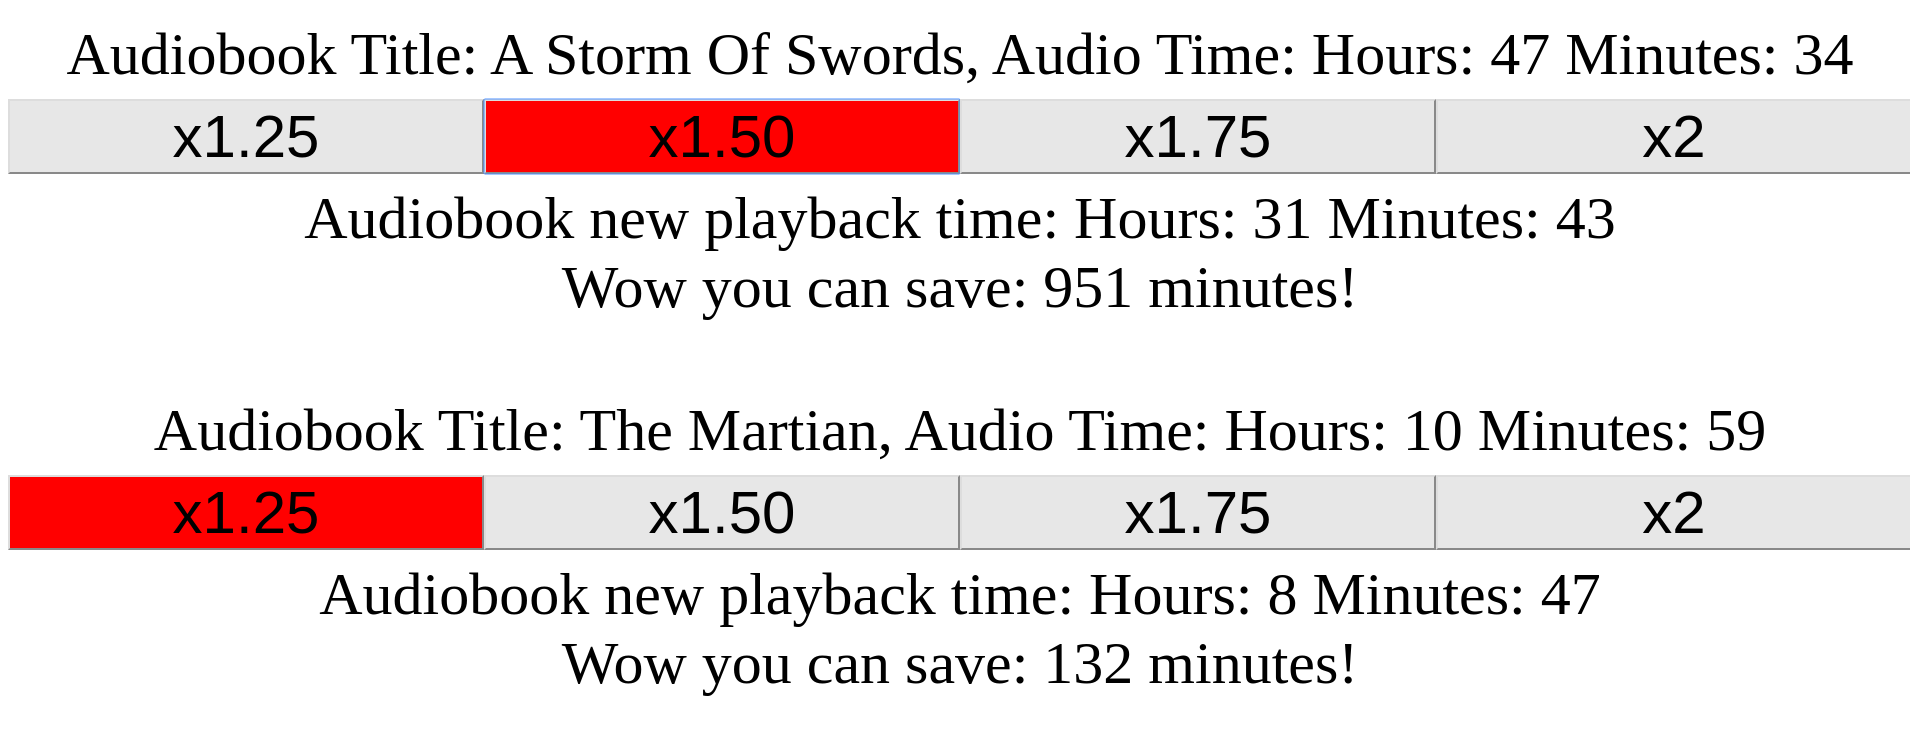 Audiobook Title: A Storm Of Swords, Audio Time: Hours: 47 Minutes: 34
x1.25 x1.50 x1.75 x2
Audiobook new playback time: Hours: 31 Minutes: 43
Wow you can save: 951 minutes!
Audiobook Title: The Martian, Audio Time: Hours: 10 Minutes: 59
x1.25 x1.50 x1.75 x2
Audiobook new playback time: Hours: 8 Minutes: 47
Wow you can save: 132 minutes!